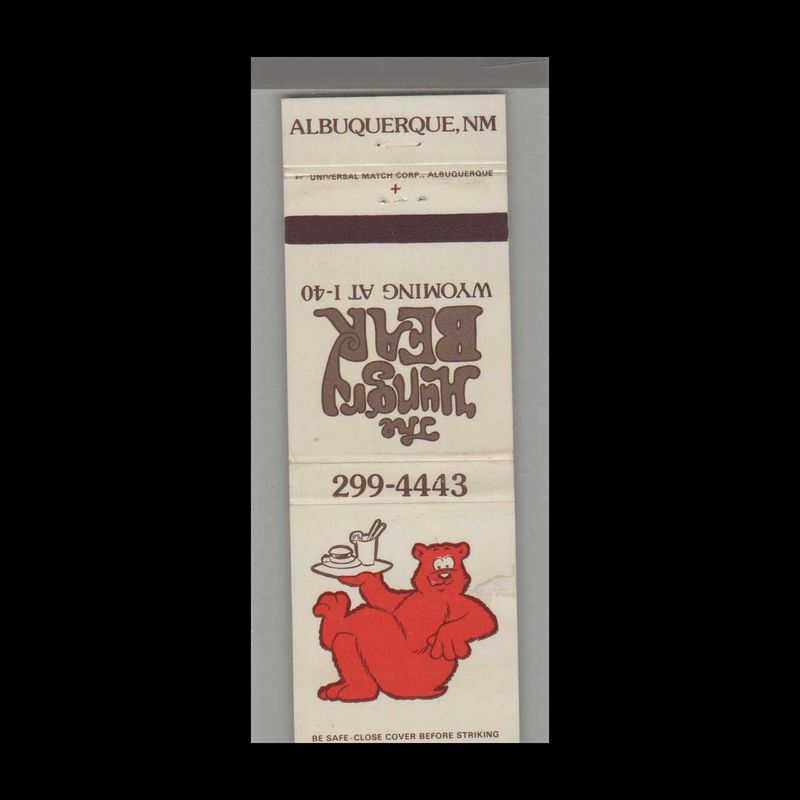 ALBUQUERQUE, NM
UNIVERSAL MATCH CORP., ALBUQUERQUE
The
Hungry
BEAR
WYOMING AT I-40
299-4443
BE SAFE-CLOSE COVER BEFORE STRIKING